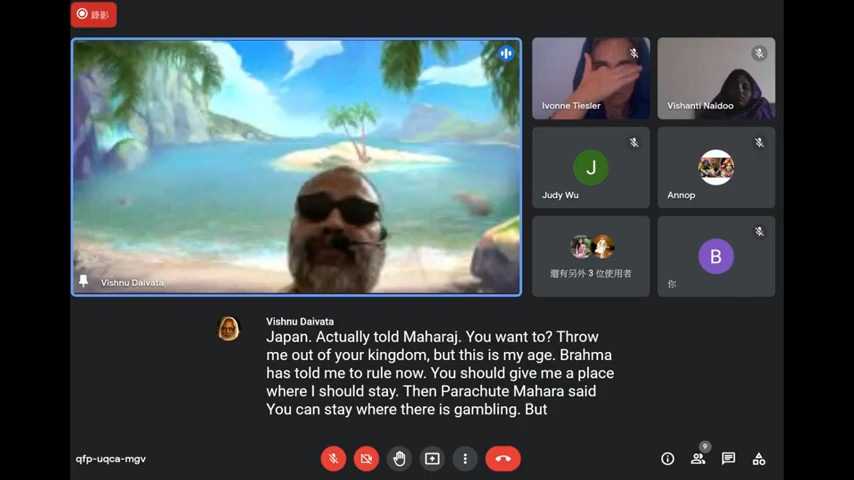 錄影
Vishnu Daivata
Ivonne Tiesler
Vishanti Naidoo
J
Judy Wu
Annop
還有另外 3 位使用者
B
你
Vishnu Daivata
Japan. Actually told Maharaj. You want to? Throw
me out of your kingdom, but this is my age. Brahma
has told me to rule now. You should give me a place
where I should stay. Then Parachute Mahara said
You can stay where there is gambling. But
qfp-uqca-mgv
9